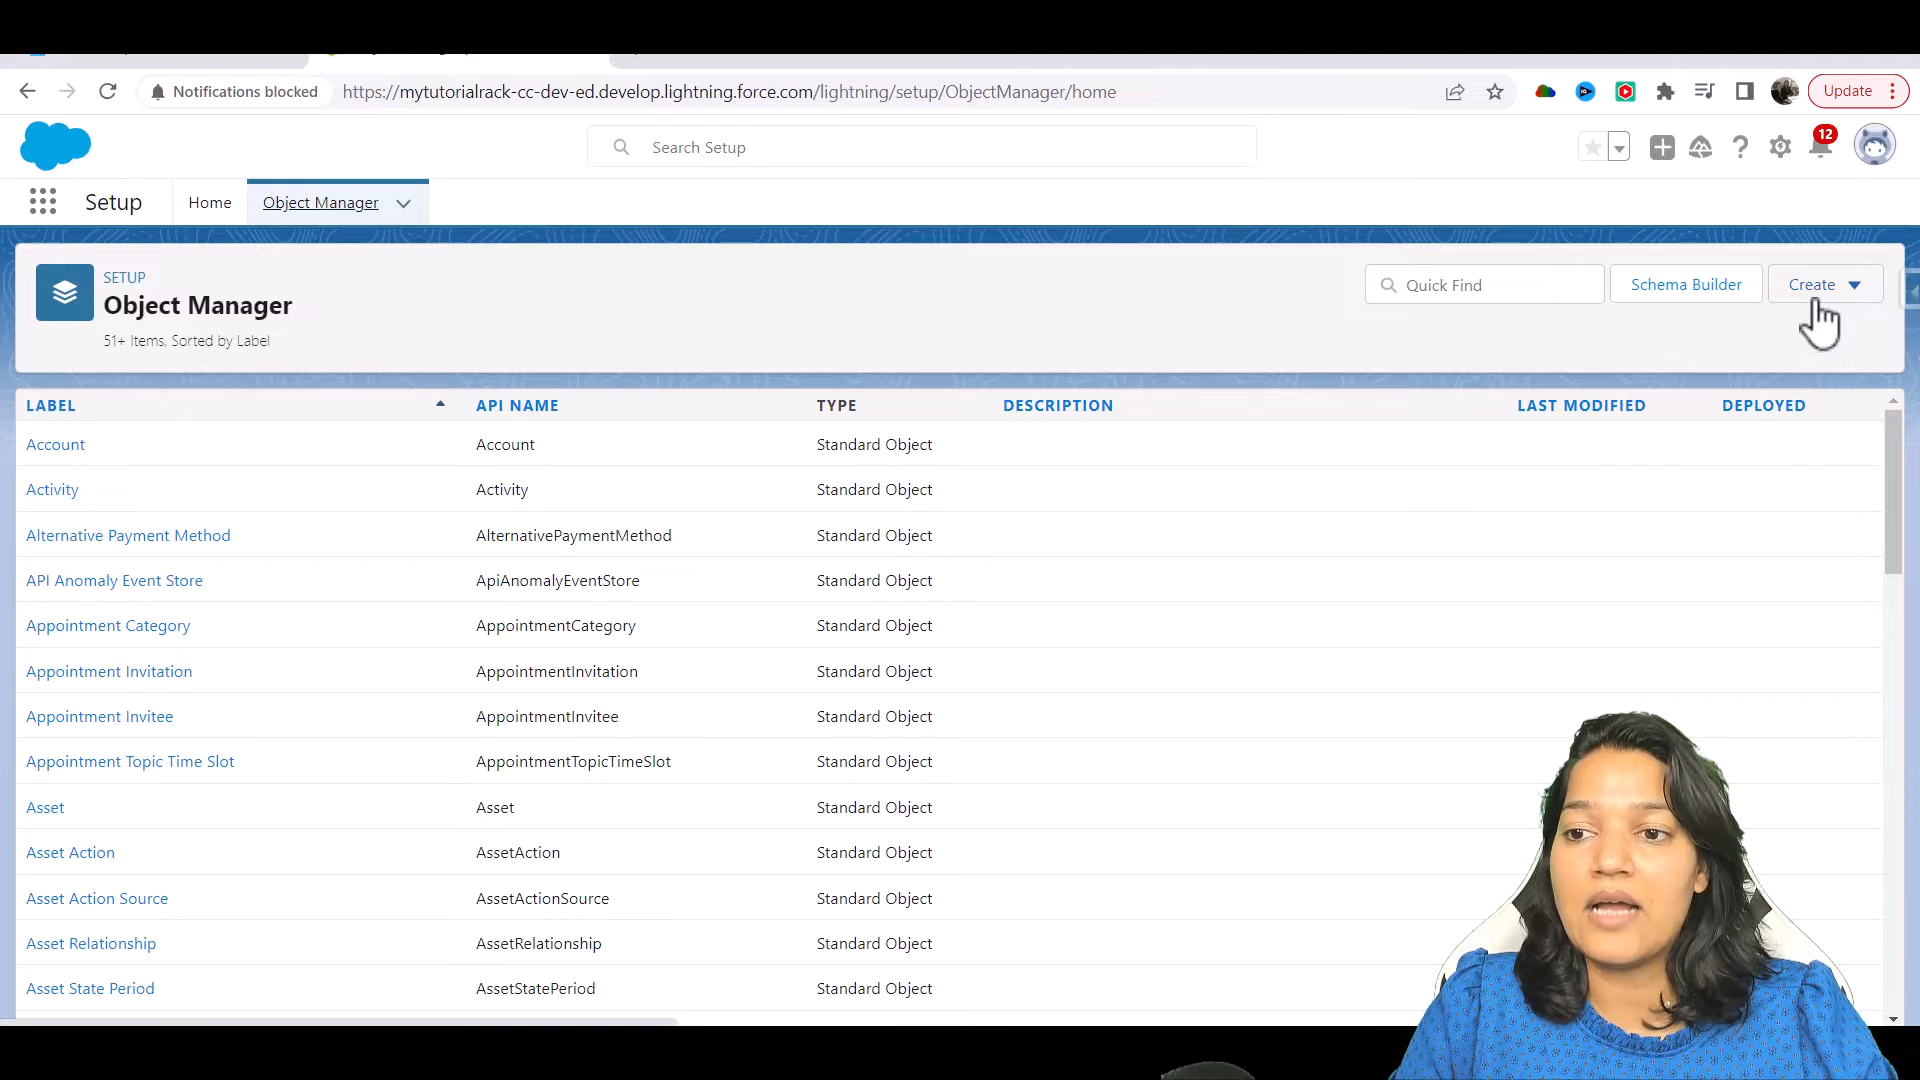 Notifications blocked
https://mytutorialrack-cc-dev-ed.develop.lightning.force.com/lightning/setup/ObjectManager/home
Update
Search Setup
12
Setup
Home
Object Manager
SETUP
Object Manager
51+ Items, Sorted by Label
Quick Find
Schema Builder
Create
LABEL API NAME TYPE DESCRIPTION LAST MODIFIED DEPLOYED
Account Account Standard Object
Activity Activity Standard Object
Alternative Payment Method AlternativePaymentMethod Standard Object
API Anomaly Event Store ApiAnomalyEventStore Standard Object
Appointment Category AppointmentCategory Standard Object
Appointment Invitation AppointmentInvitation Standard Object
Appointment Invitee AppointmentInvitee Standard Object
Appointment Topic Time Slot AppointmentTopicTimeSlot Standard Object
Asset Asset Standard Object
Asset Action AssetAction Standard Object
Asset Action Source AssetActionSource Standard Object
Asset Relationship AssetRelationship Standard Object
Asset State Period AssetStatePeriod Standard Object